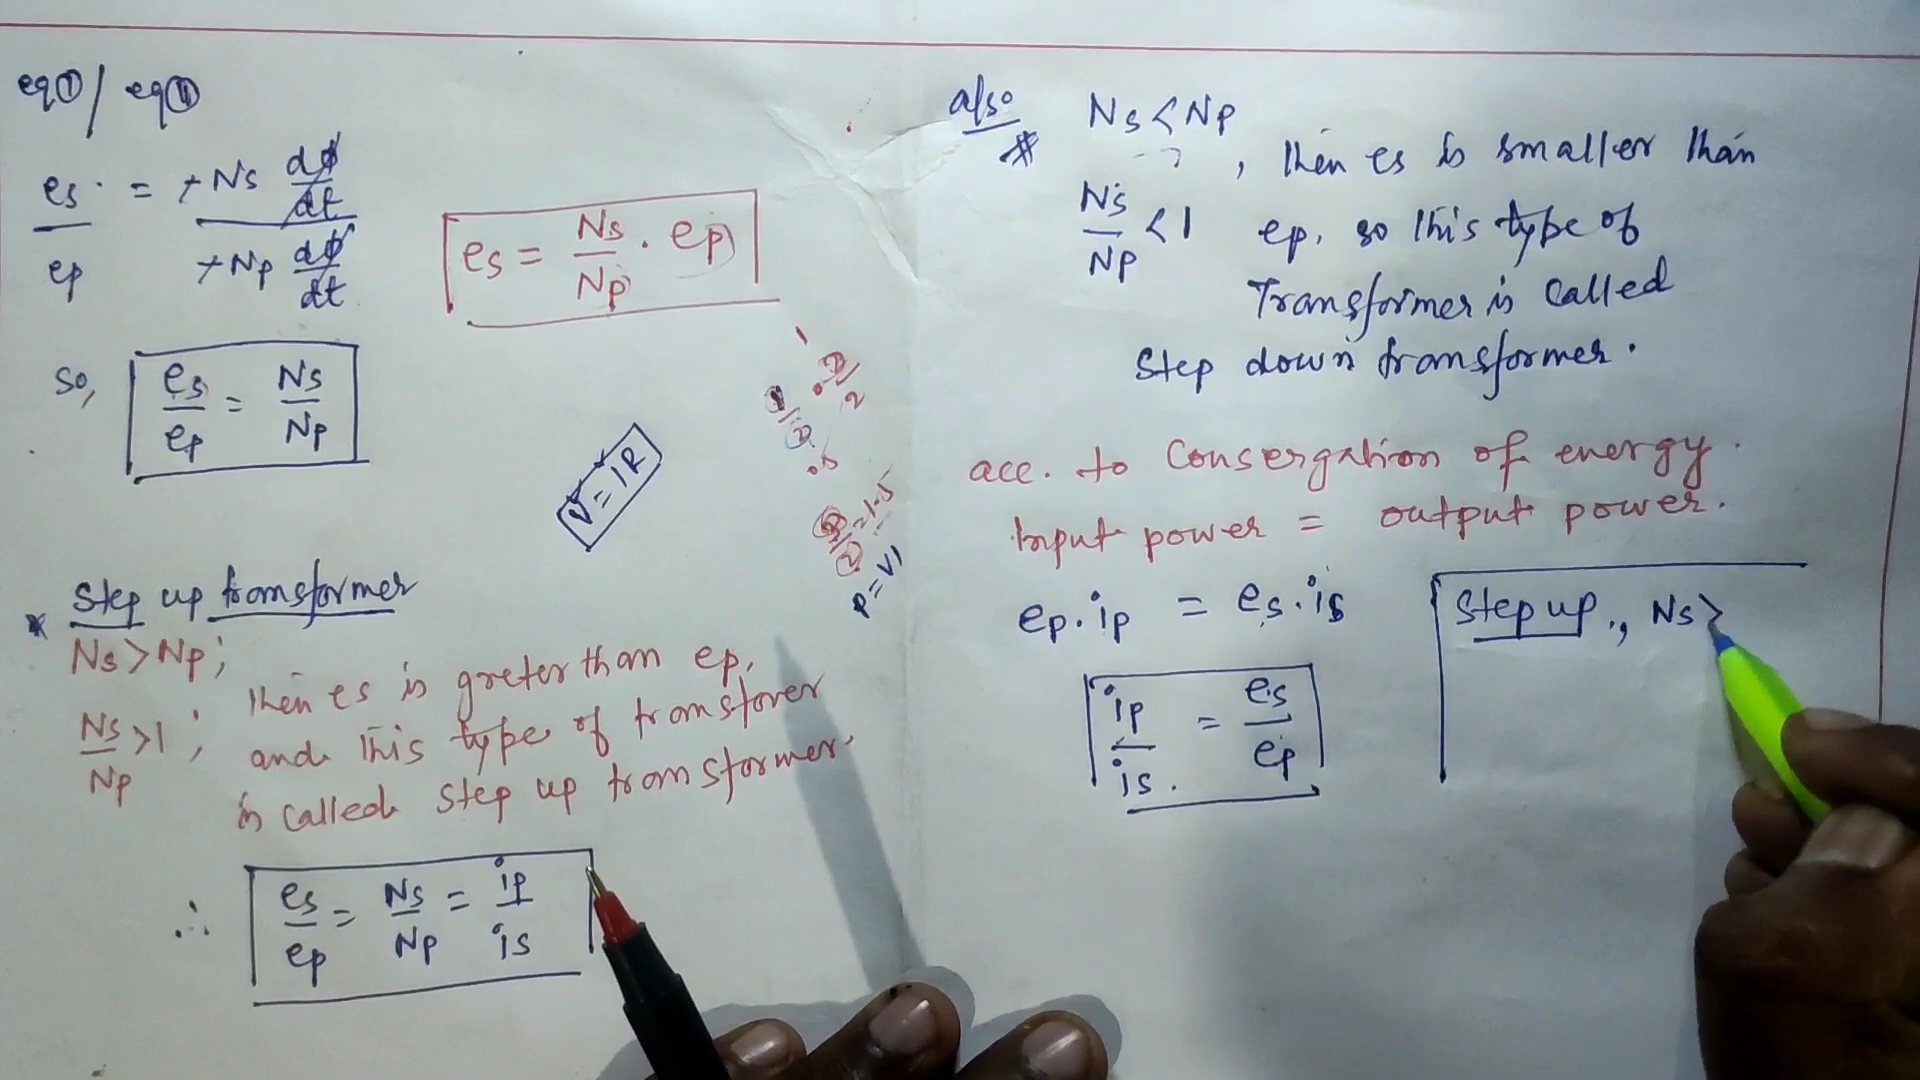 eq① / eq②
es = +Ns dϕ/dt
ep +Np dϕ/dt
es = Ns/Np . ep
so, es/ep = Ns/Np
V = IR
P = VI
* Step up transformer
Ns > Np ;
Ns/Np > 1 ; then es is greter than ep,
and this type of transfover
is called step up transformer.
∴ es/ep = Ns/Np = ip/is
also
* Ns < Np
Ns/Np < 1 , then es is smaller than
ep, so this type of
Transformer is called
Step down transformer.
acc. to Consergation of energy.
Input power = output power.
ep . ip = es . is
ip/is. = es/ep
Step up ., Ns >